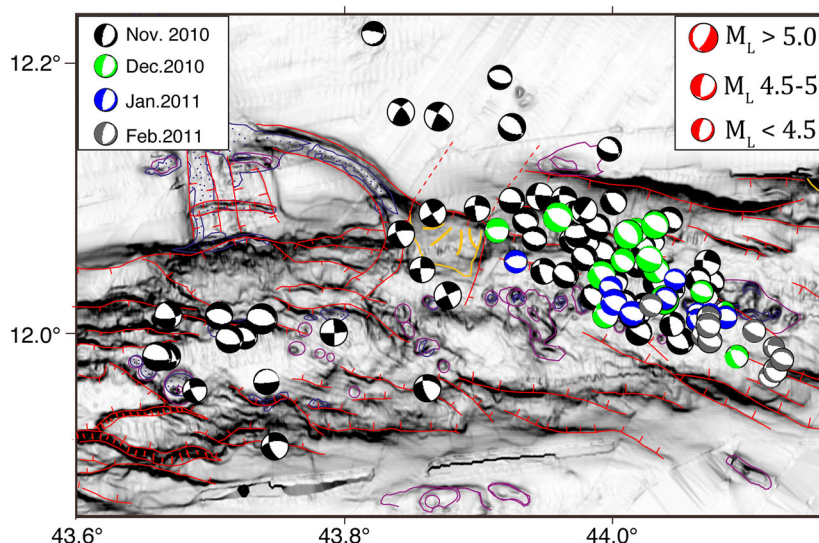 Nov. 2010
Dec.2010
Jan.2011
Feb.2011
M_L > 5.0
M_L 4.5-5
M_L < 4.5
12.2°
12.0°
43.6°
43.8°
44.0°